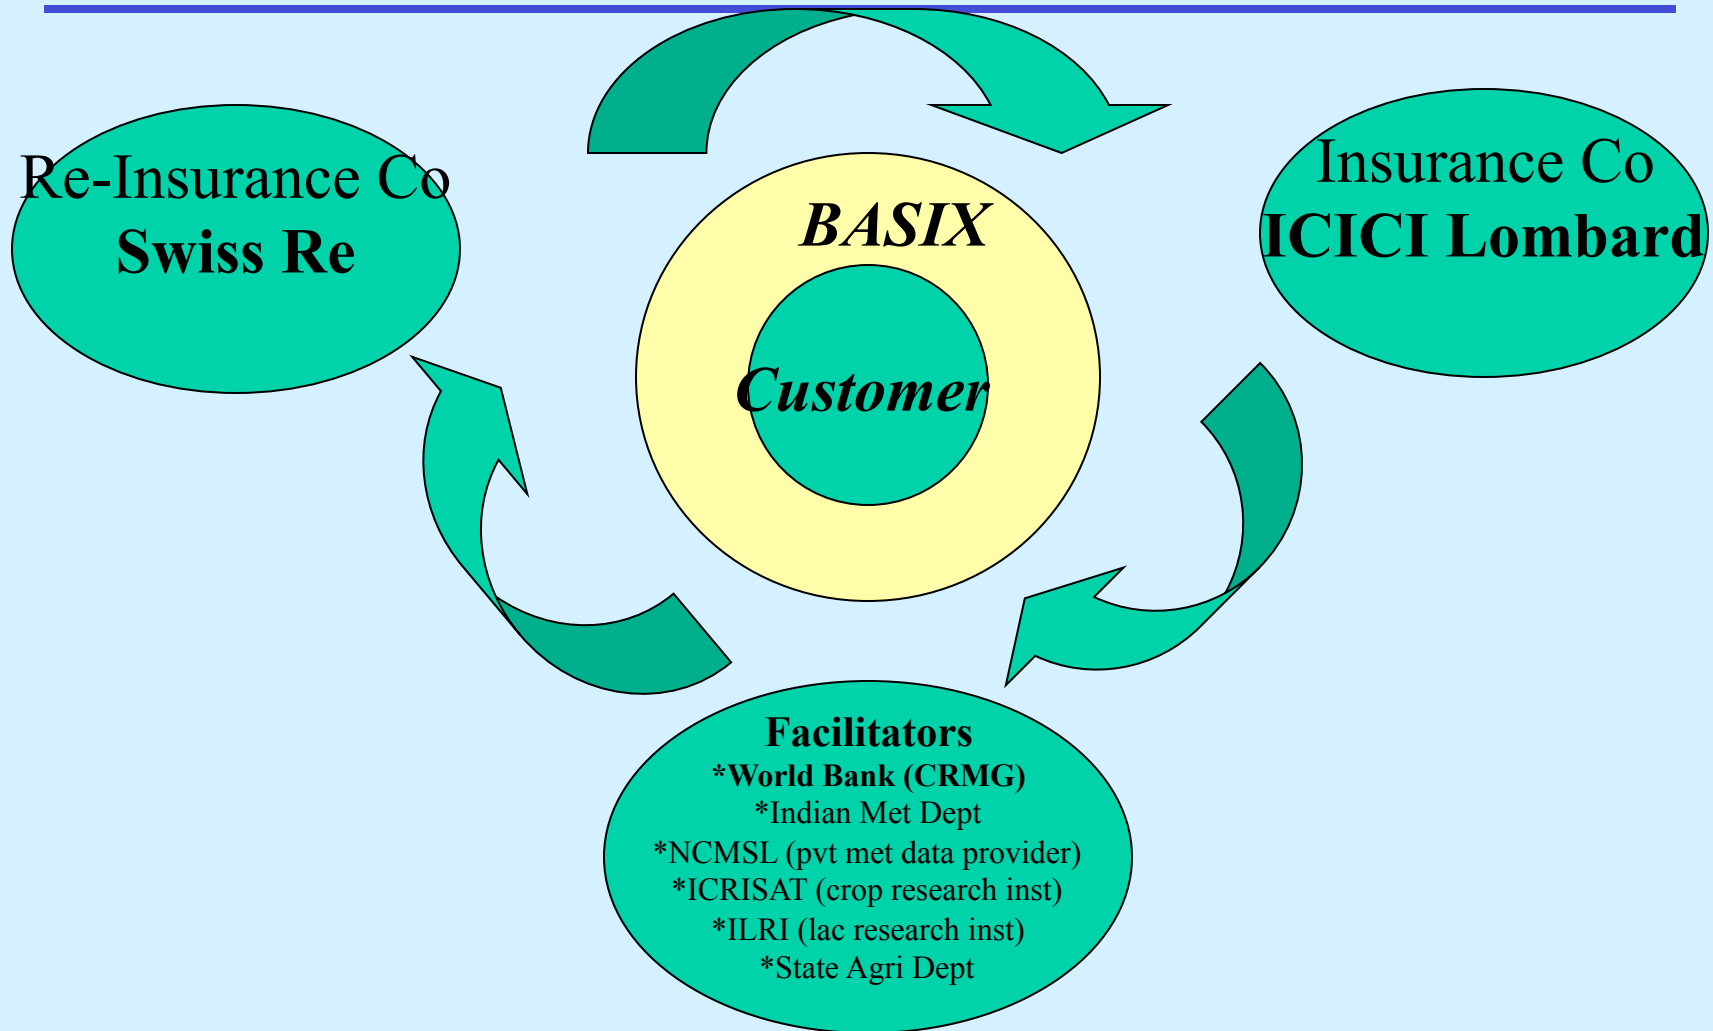 Re-Insurance Co
Swiss Re
BASIX
Customer
Insurance Co
ICICI Lombard
Facilitators
*World Bank (CRMG)
*Indian Met Dept
*NCMSL (pvt met data provider)
*ICRISAT (crop research inst)
*ILRI (lac research inst)
*State Agri Dept